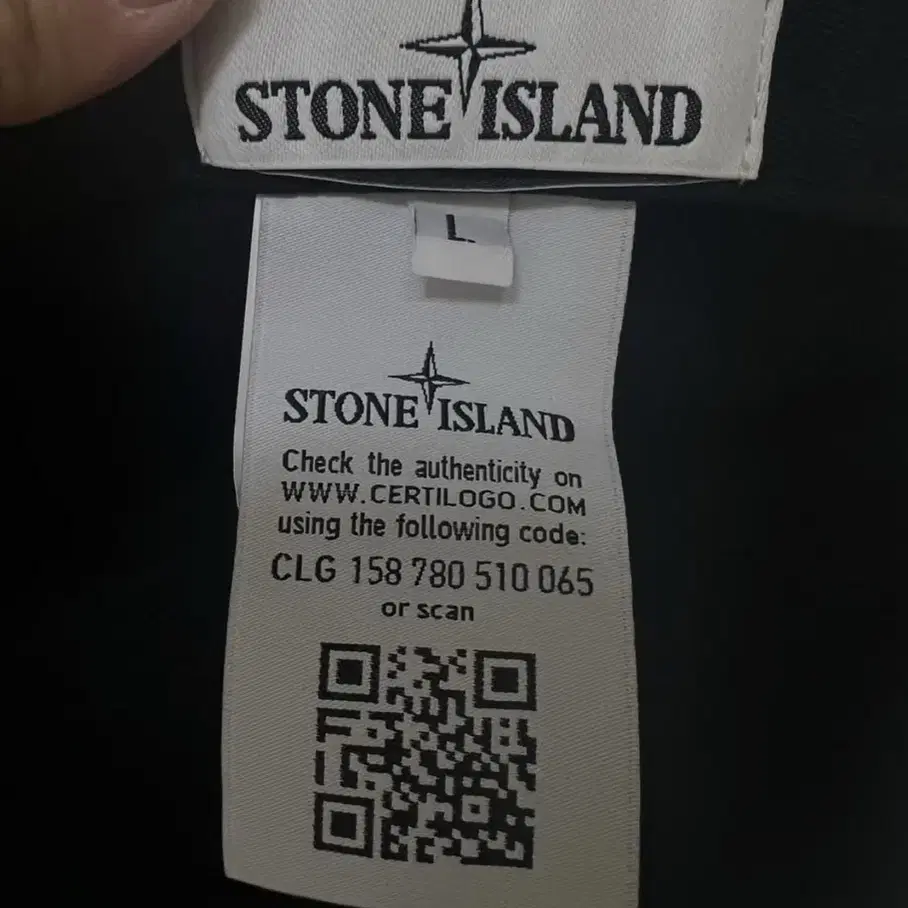 STONE ISLAND
L
STONE ISLAND
Check the authenticity on
WWW.CERTILOGO.COM
using the following code:
CLG 158 780 510 065
or scan